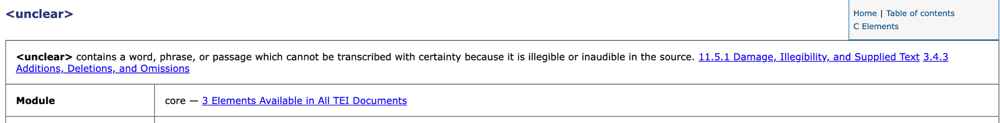 <unclear>
Home | Table of contents
C Elements
<unclear> contains a word, phrase, or passage which cannot be transcribed with certainty because it is illegible or inaudible in the source. 11.5.1 Damage, Illegibility, and Supplied Text 3.4.3
Additions, Deletions, and Omissions
Module
core — 3 Elements Available in All TEI Documents